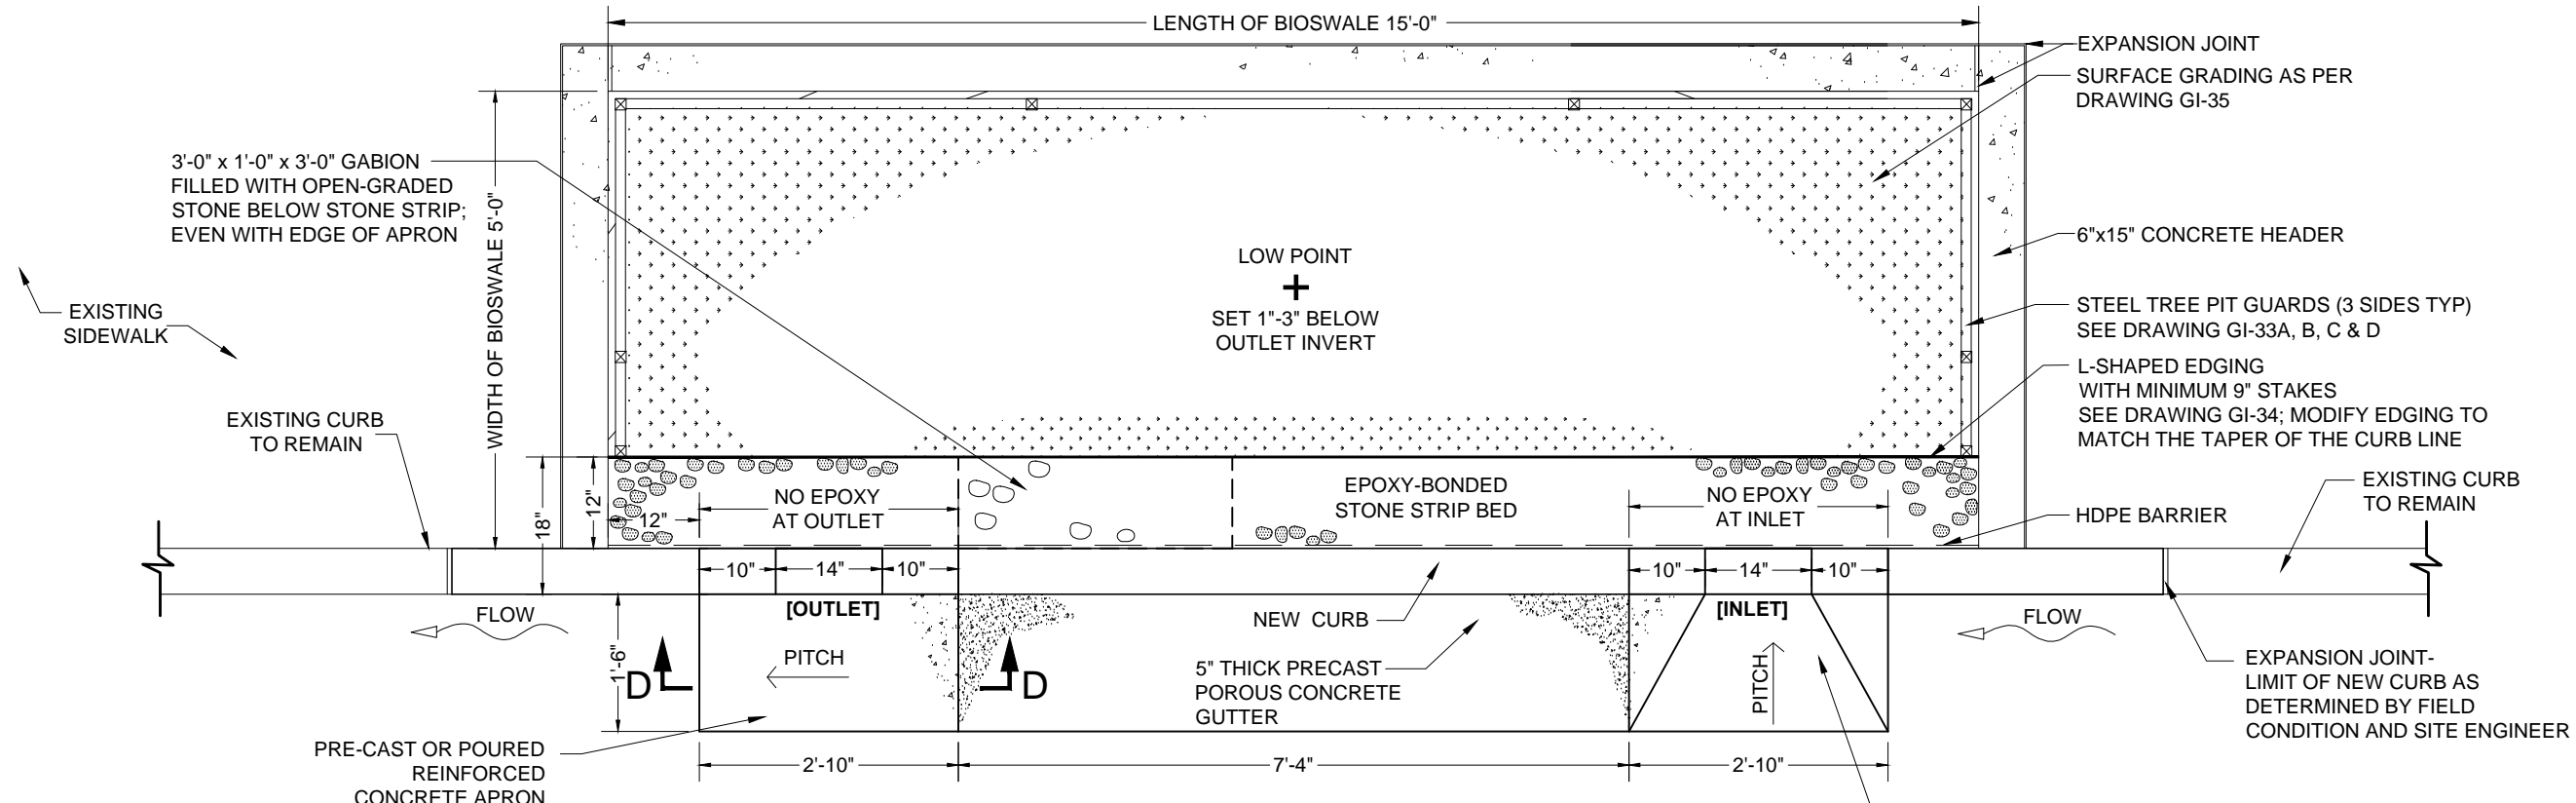 LENGTH OF BIOSWALE 15'-0"
EXPANSION JOINT
SURFACE GRADING AS PER
DRAWING GI-35
3'-0" x 1'-0" x 3'-0" GABION
FILLED WITH OPEN-GRADED
STONE BELOW STONE STRIP;
EVEN WITH EDGE OF APRON
WIDTH OF BIOSWALE 5'-0"
6"x15" CONCRETE HEADER
LOW POINT
SET 1"-3" BELOW
OUTLET INVERT
EXISTING
SIDEWALK
STEEL TREE PIT GUARDS (3 SIDES TYP)
SEE DRAWING GI-33A, B, C & D
L-SHAPED EDGING
WITH MINIMUM 9" STAKES
SEE DRAWING GI-34; MODIFY EDGING TO
MATCH THE TAPER OF THE CURB LINE
EXISTING CURB
TO REMAIN
EXISTING CURB
TO REMAIN
18"
12"
12"
NO EPOXY
AT OUTLET
EPOXY-BONDED
STONE STRIP BED
NO EPOXY
AT INLET
HDPE BARRIER
10"
14"
10"
10"
14"
10"
[OUTLET]
[INLET]
FLOW
NEW CURB
FLOW
1'-6"
D
PITCH
D
5" THICK PRECAST
POROUS CONCRETE
GUTTER
PITCH
EXPANSION JOINT-
LIMIT OF NEW CURB AS
DETERMINED BY FIELD
CONDITION AND SITE ENGINEER
PRE-CAST OR POURED
REINFORCED
CONCRETE APRON
2'-10"
7'-4"
2'-10"